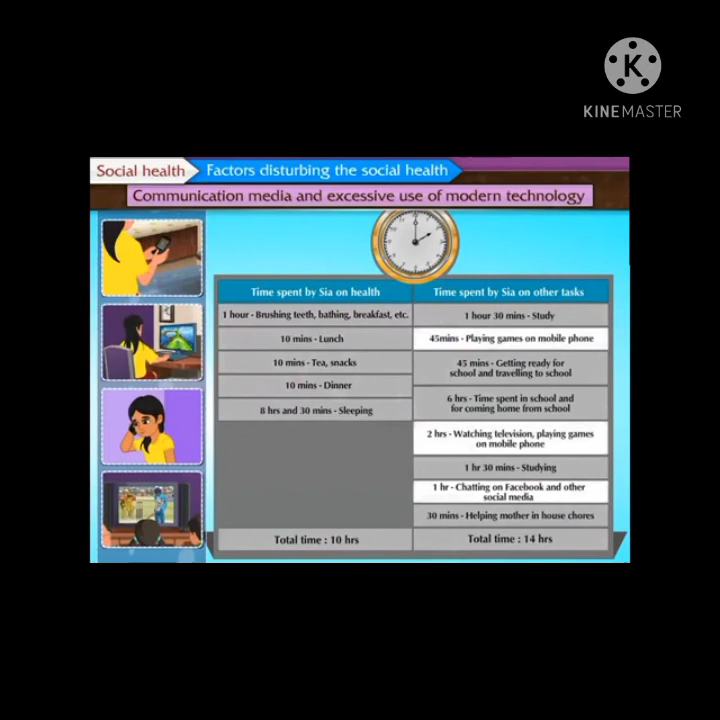 K
KINEMASTER
Social health
Factors disturbing the social health
Communication media and excessive use of modern technology
Time spent by Sia on health
Time spent by Sia on other tasks
1 hour - Brushing teeth, bathing, breakfast, etc.
1 hour 30 mins - Study
10 mins - Lunch
45mins - Playing games on mobile phone
10 mins - Tea, snacks
45 mins - Getting ready for
school and travelling to school
10 mins - Dinner
6 hrs - Time spent in school and
for coming home from school
8 hrs and 30 mins - Sleeping
2 hrs - Watching television, playing games
on mobile phone
1 hr 30 mins - Studying
1 hr - Chatting on Facebook and other
social media
30 mins - Helping mother in house chores
Total time : 10 hrs
Total time : 14 hrs